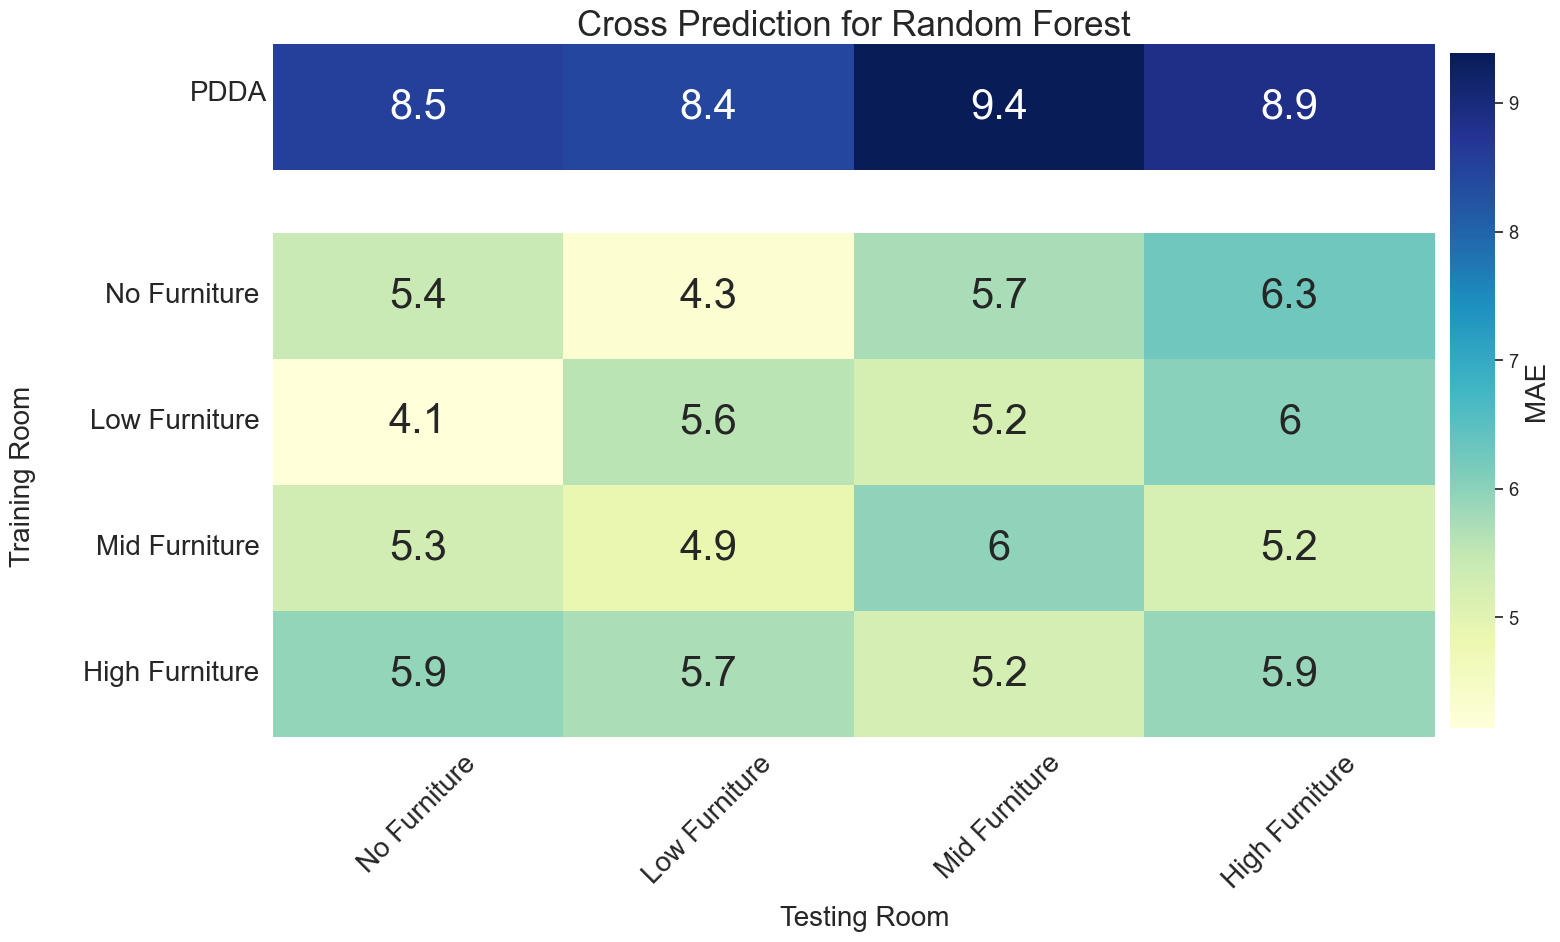 Cross Prediction for Random Forest
PDDA
8.5 8.4 9.4 8.9
No Furniture
5.4 4.3 5.7 6.3
Low Furniture
4.1 5.6 5.2 6
Mid Furniture
5.3 4.9 6 5.2
High Furniture
5.9 5.7 5.2 5.9
Training Room
No Furniture
Low Furniture
Mid Furniture
High Furniture
Testing Room
9
8
7
6
5
MAE